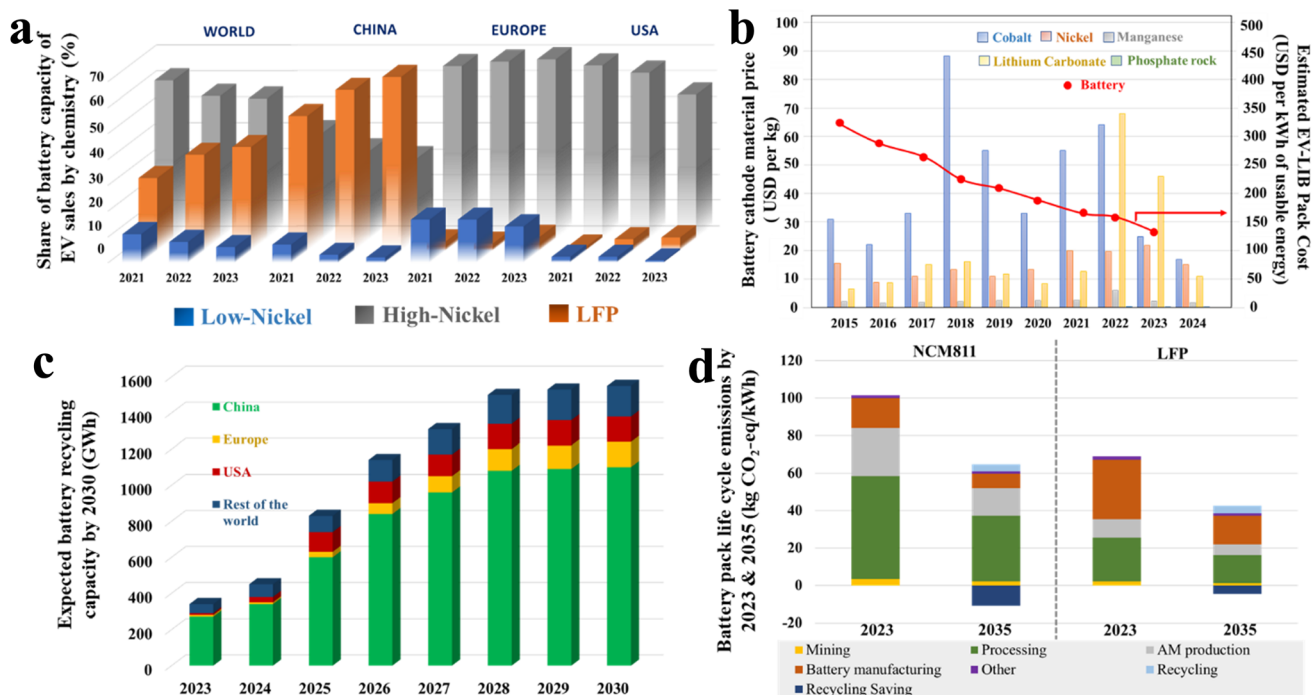 a
WORLD
CHINA
EUROPE
USA
Share of battery capacity of
EV sales by chemistry (%)
70
60
50
40
30
20
10
0
2021
2022
2023
2021
2022
2023
2021
2022
2023
2021
2022
2023
Low-Nickel
High-Nickel
LFP
b
Battery cathode material price
( USD per kg)
100
90
80
70
60
50
40
30
20
10
0
Cobalt
Nickel
Manganese
Lithium Carbonate
Phosphate rock
Battery
500
450
400
350
300
250
200
150
100
50
0
Estimated EV-LIB Pack Cost
(USD per kWh of usable energy)
2015
2016
2017
2018
2019
2020
2021
2022
2023
2024
c
Expected battery recycling
capacity by 2030 (GWh)
1600
1400
1200
1000
800
600
400
200
0
China
Europe
USA
Rest of the
world
2023
2024
2025
2026
2027
2028
2029
2030
d
NCM811
LFP
Battery pack life cycle emissions by
2023 & 2035 (kg CO₂-eq/kWh)
120
100
80
60
40
20
0
-20
2023
2035
2023
2035
Mining
Processing
AM production
Battery manufacturing
Other
Recycling
Recycling Saving